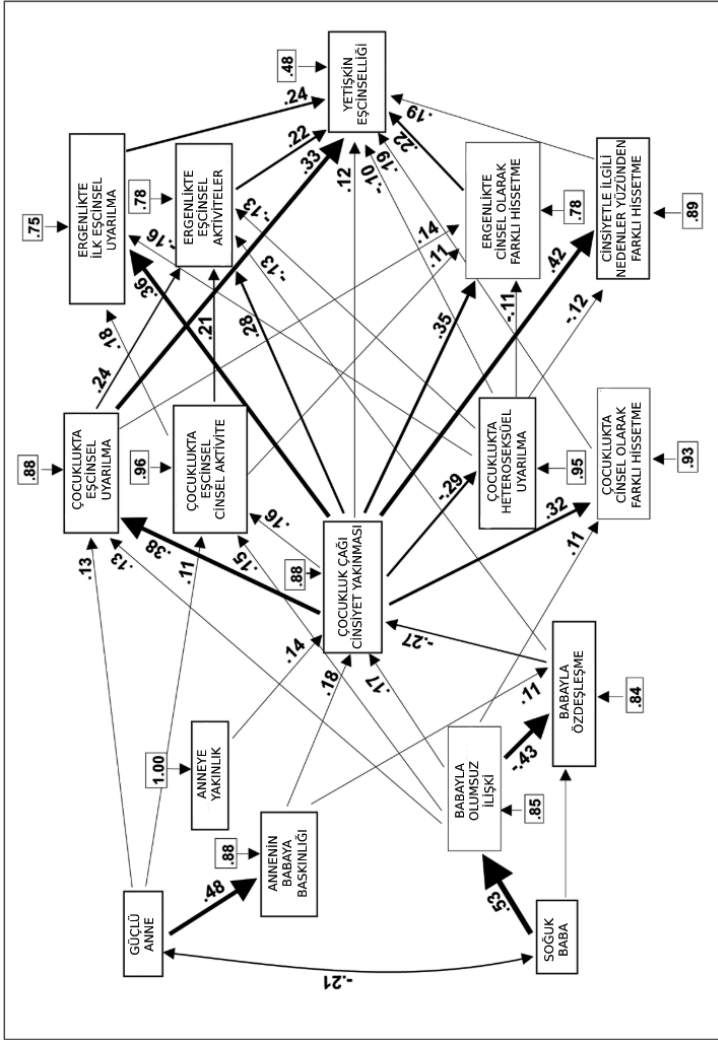 GÜÇLÜ
ANNE
SOĞUK
BABA
-.21
.48
.53
1.00
ANNEYE
YAKINLIK
.88
ANNENİN
BABAYA
BASKINLIĞI
BABAYLA
OLUMSUZ
İLİŞKİ
.85
-.43
BABAYLA
ÖZDEŞLEŞME
.84
.13
.13
.11
.14
.18
.17
.11
-.27
.15
.16
.38
.88
ÇOCUKLUK ÇAĞI
CİNSİYET YAKINMASI
-.29
.32
.11
.88
ÇOCUKLUKTA
EŞCİNSEL
UYARILMA
.96
ÇOCUKLUKTA
EŞCİNSEL
CİNSEL AKTİVİTE
ÇOCUKLUKTA
HETEROSEKSÜEL
UYARILMA
.95
ÇOCUKLUKTA
CİNSEL OLARAK
FARKLI HİSSETME
.93
.24
.18
.36
.21
.28
-.16
-.13
-.13
.14
.11
.35
-.11
.42
-.12
.75
ERGENLİKTE
İLK EŞCİNSEL
UYARILMA
.78
ERGENLİKTE
EŞCİNSEL
AKTİVİTELER
ERGENLİKTE
CİNSEL OLARAK
FARKLI HİSSETME
.78
CİNSİYETLE İLGİLİ
NEDENLER YÜZÜNDEN
FARKLI HİSSETME
.89
.24
.22
.33
.12
-.10
.19
.22
.19
.48
YETİŞKİN
EŞCİNSELLİĞİ